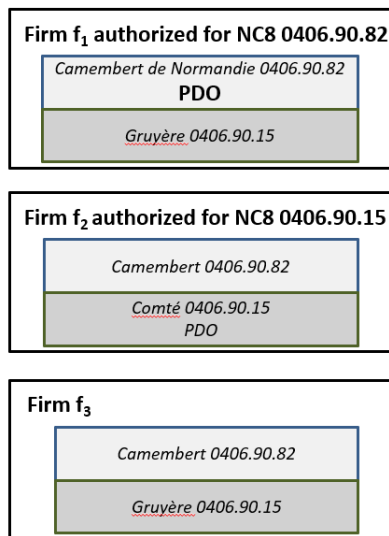 Firm f₁ authorized for NC8 0406.90.82
Camembert de Normandie 0406.90.82
PDO
Gruyère 0406.90.15
Firm f₂ authorized for NC8 0406.90.15
Camembert 0406.90.82
Comté 0406.90.15
PDO
Firm f₃
Camembert 0406.90.82
Gruyère 0406.90.15